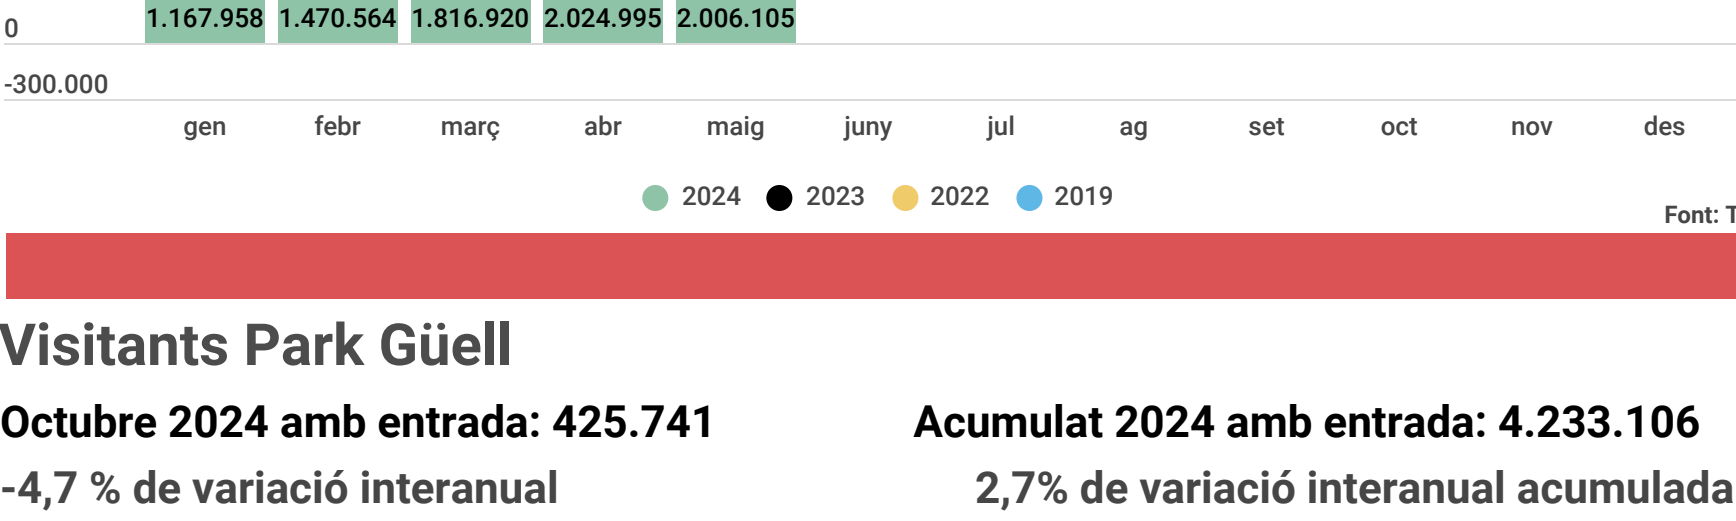 0
1.167.958 1.470.564 1.816.920 2.024.995 2.006.105
-300.000
gen febr març abr maig juny jul ag set oct nov des
2024 2023 2022 2019
Font: T
Visitants Park Güell
Octubre 2024 amb entrada: 425.741
Acumulat 2024 amb entrada: 4.233.106
-4,7 % de variació interanual
2,7% de variació interanual acumulada